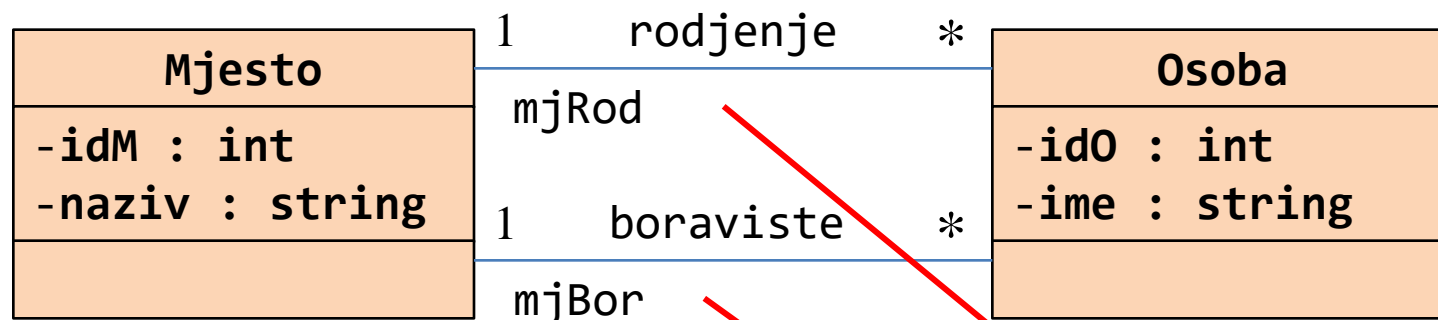 Mjesto
-idM : int
-naziv : string
1 rodjenje *
mjRod
1 boraviste *
mjBor
Osoba
-idO : int
-ime : string